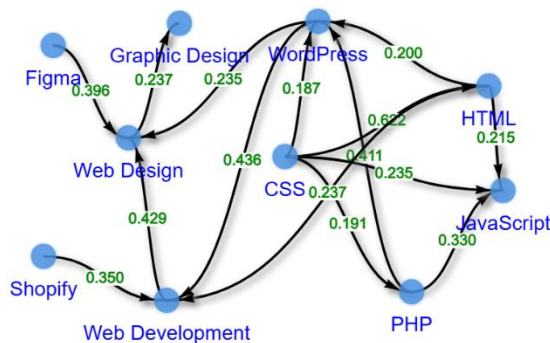 Graphic Design
WordPress
Figma
0.237
0.235
0.200
0.396
0.187
HTML
0.622
0.215
Web Design
0.436
0.411
0.235
CSS
0.237
JavaScript
0.429
0.191
0.330
Shopify
0.350
Web Development
PHP